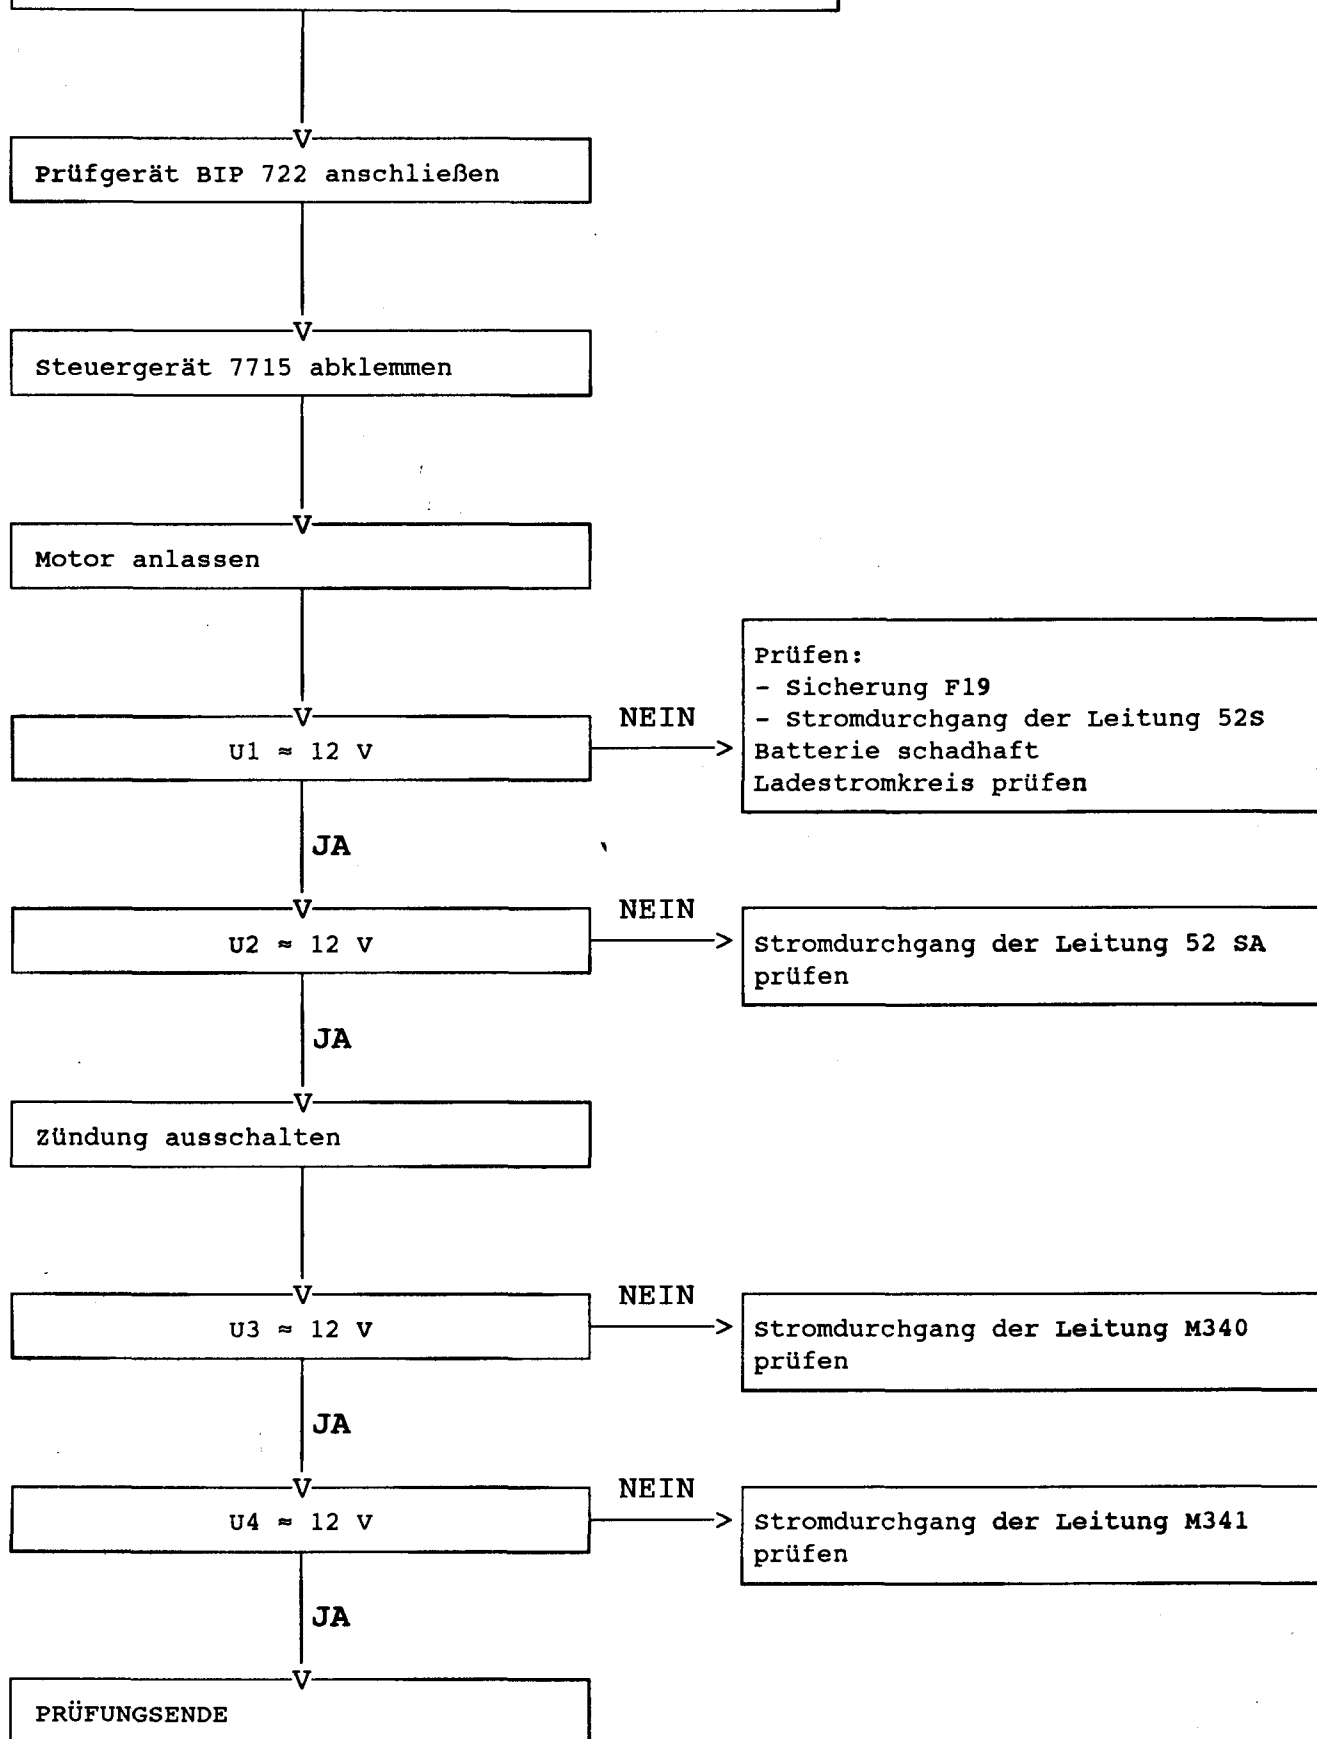 Prüfgerät BIP 722 anschließen
Steuergerät 7715 abklemmen
Motor anlassen
U1 ≈ 12 V
NEIN
Prüfen:
- Sicherung F19
- Stromdurchgang der Leitung 52S
Batterie schadhaft
Ladestromkreis prüfen
JA
U2 ≈ 12 V
NEIN
Stromdurchgang der Leitung 52 SA
prüfen
JA
Zündung ausschalten
U3 ≈ 12 V
NEIN
Stromdurchgang der Leitung M340
prüfen
JA
U4 ≈ 12 V
NEIN
Stromdurchgang der Leitung M341
prüfen
JA
PRÜFUNGSENDE